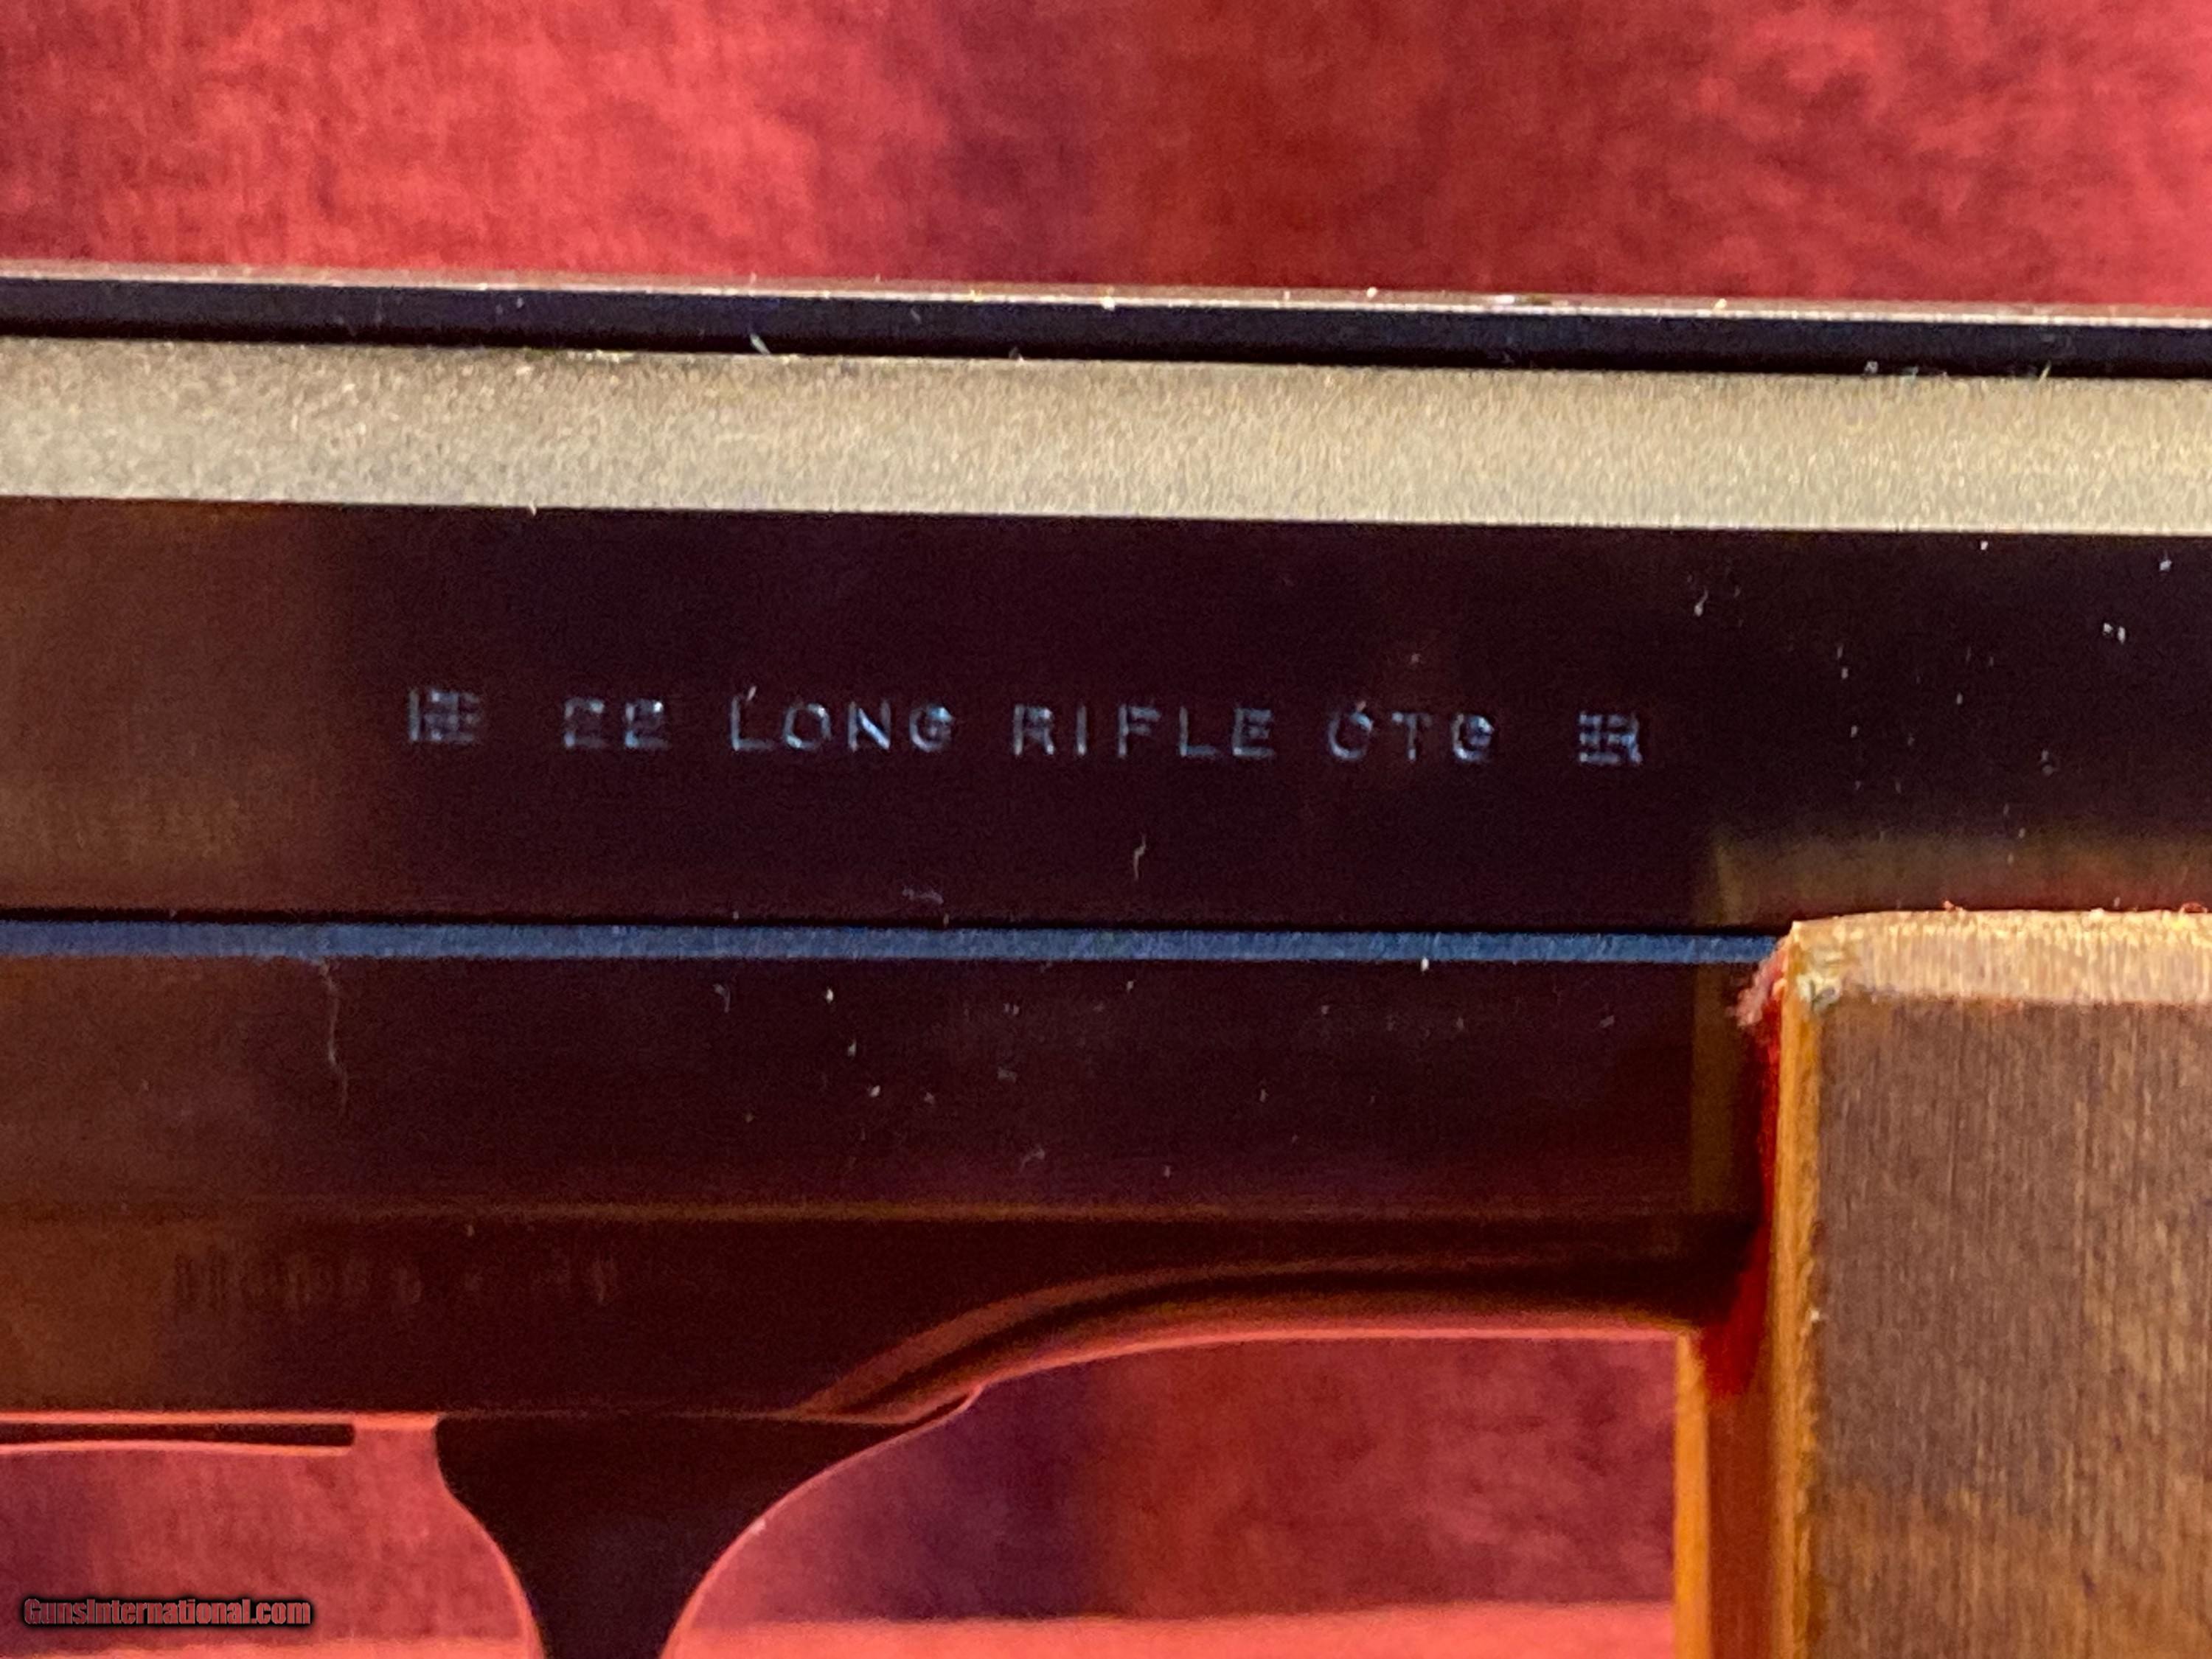 22 LONG RIFLE CTG
GunsInternational.com